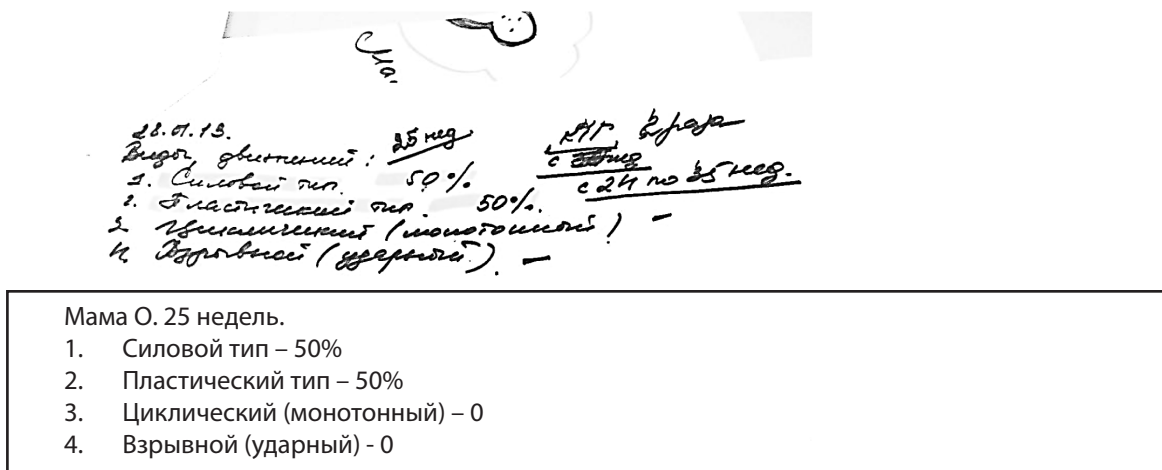 Ма.
28.01.13.
Виды движений: 25 нед
1. Силовой тип. 50%
2. Пластический тип. 50%.
3. Циклический (монотонный) –
4. Взрывной (ударный). –
2 раза
с 24 по 35 нед.
Мама О. 25 недель.
1. Силовой тип – 50%
2. Пластический тип – 50%
3. Циклический (монотонный) – 0
4. Взрывной (ударный) - 0